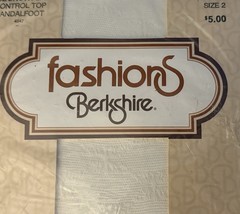 CONTROL TOP
SANDALFOOT
SIZE 2
$5.00
fashions
Berkshire